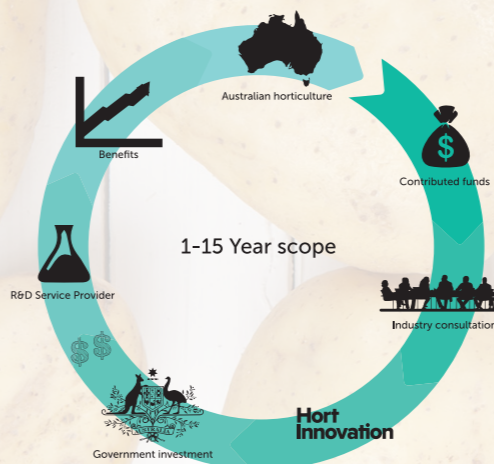 Australian horticulture
$
Contributed funds
Industry consultation
Hort
Innovation
Government investment
$$
R&D Service Provider
Benefits
1-15 Year scope